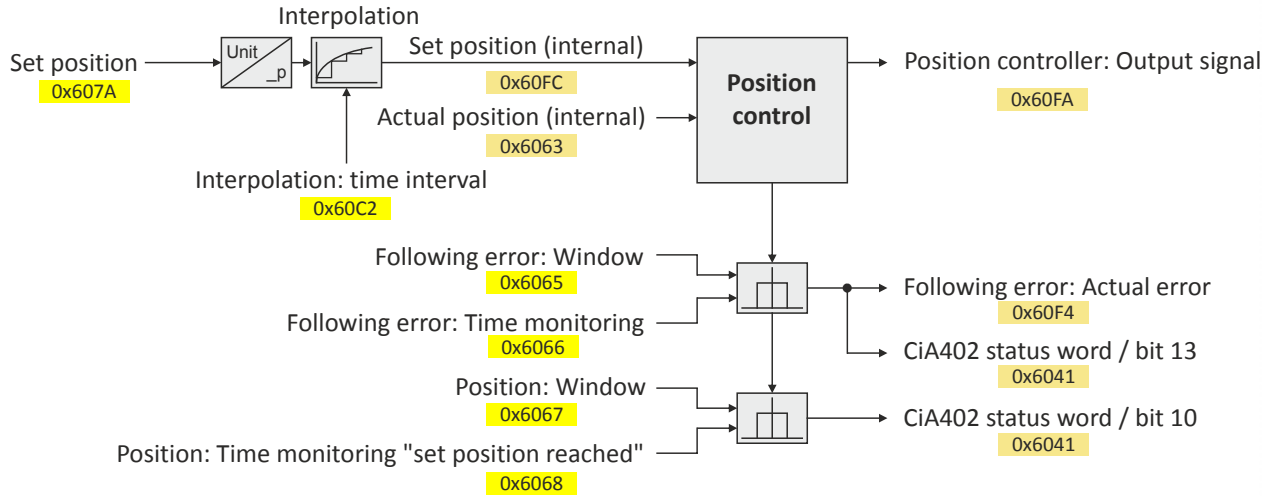 Interpolation
Set position
0x607A
Unit
_p
Set position (internal)
0x60FC
Actual position (internal)
0x6063
Interpolation: time interval
0x60C2
Position
control
Position controller: Output signal
0x60FA
Following error: Window
0x6065
Following error: Time monitoring
0x6066
Following error: Actual error
0x60F4
CiA402 status word / bit 13
0x6041
Position: Window
0x6067
Position: Time monitoring "set position reached"
0x6068
CiA402 status word / bit 10
0x6041